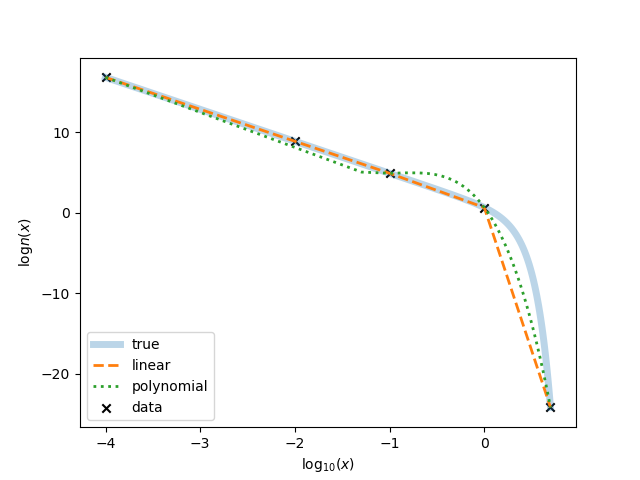 10
0
−10
−20
log n(x)
−4
−3
−2
−1
0
log₁₀(x)
true
linear
polynomial
data